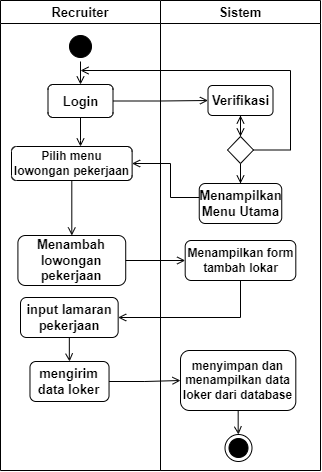 Recruiter
Sistem
Login
Verifikasi
Pilih menu
lowongan pekerjaan
Menampilkan
Menu Utama
Menambah
lowongan
pekerjaan
Menampilkan form
tambah lokar
input lamaran
pekerjaan
mengirim
data loker
menyimpan dan
menampilkan data
loker dari database